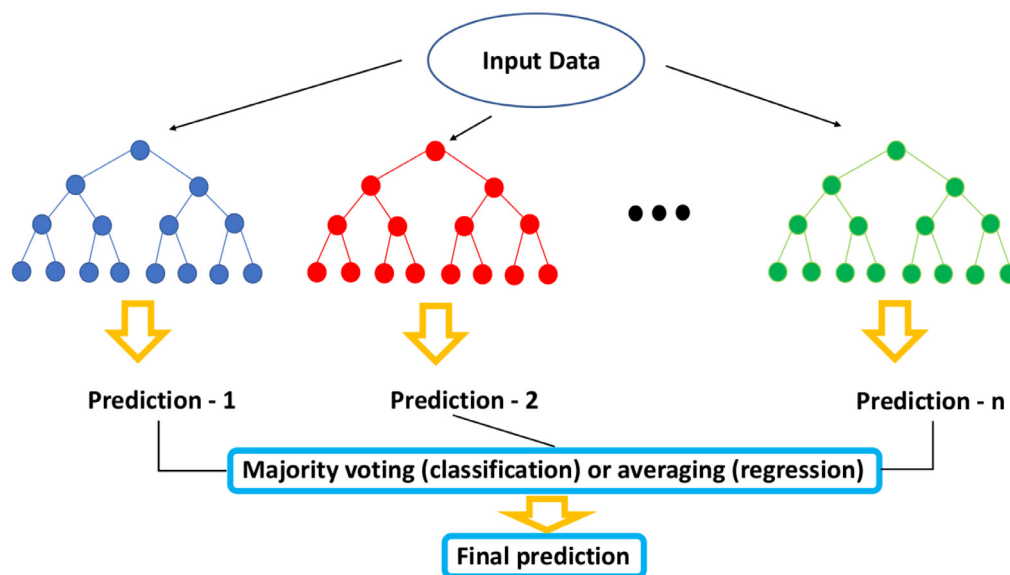 Input Data
Prediction - 1
Prediction - 2
Prediction - n
Majority voting (classification) or averaging (regression)
Final prediction